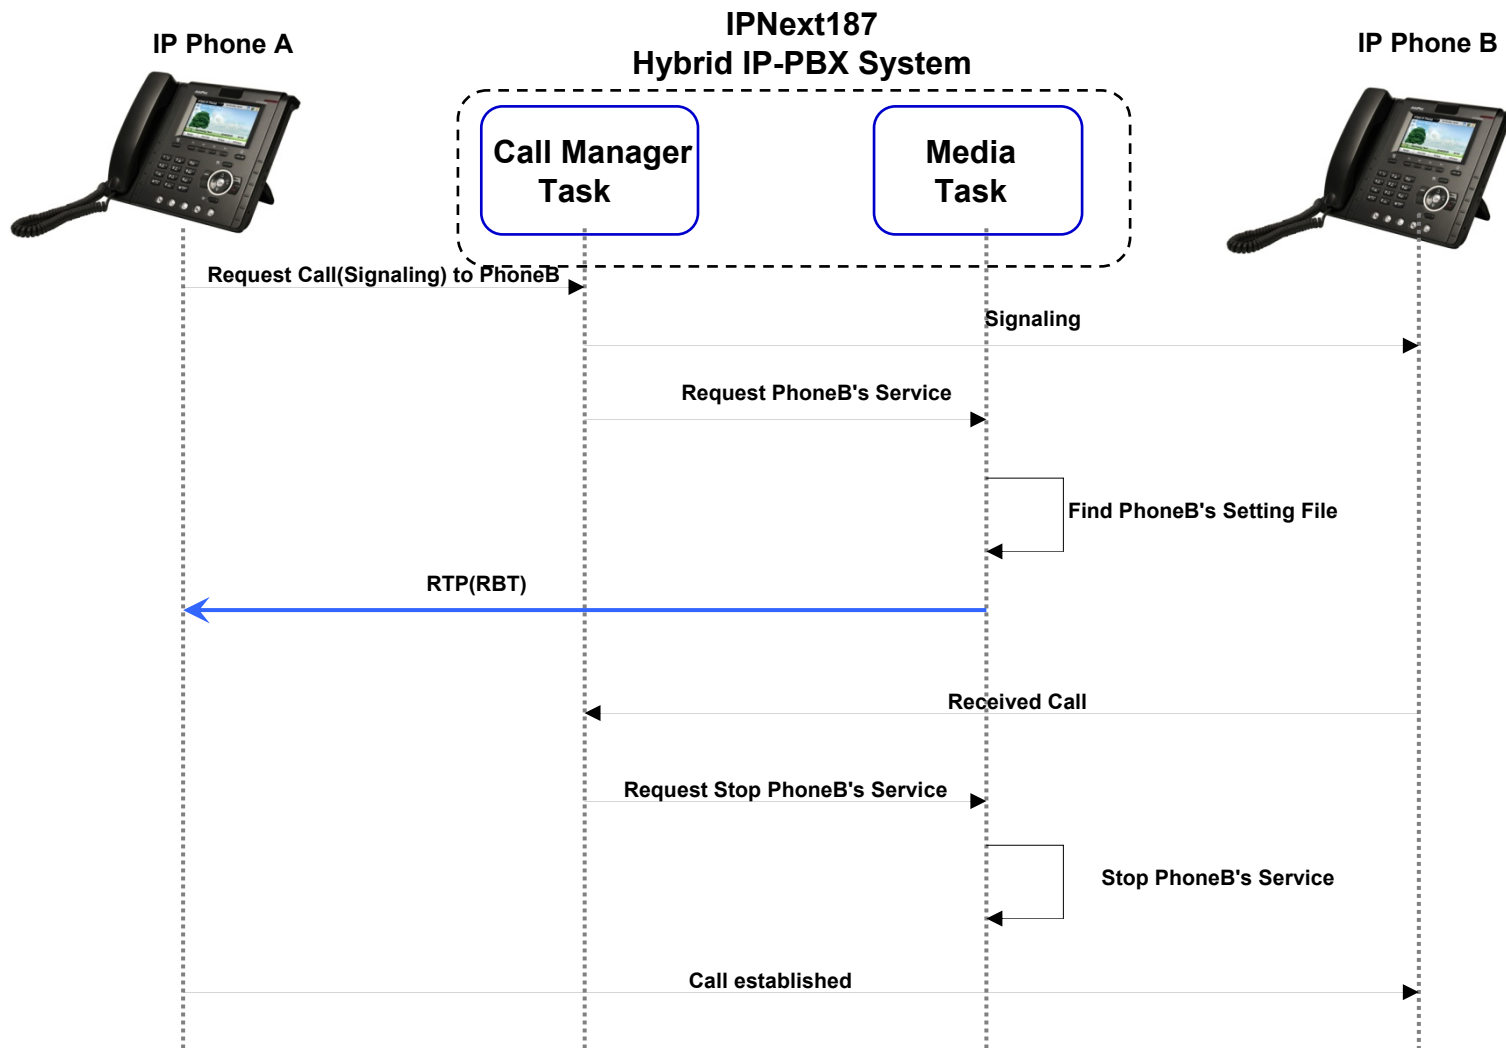 IPNext187
Hybrid IP-PBX System
IP Phone A
IP Phone B
Call Manager
Task
Media
Task
Request Call(Signaling) to PhoneB
Signaling
Request PhoneB's Service
Find PhoneB's Setting File
RTP(RBT)
Received Call
Request Stop PhoneB's Service
Stop PhoneB's Service
Call established